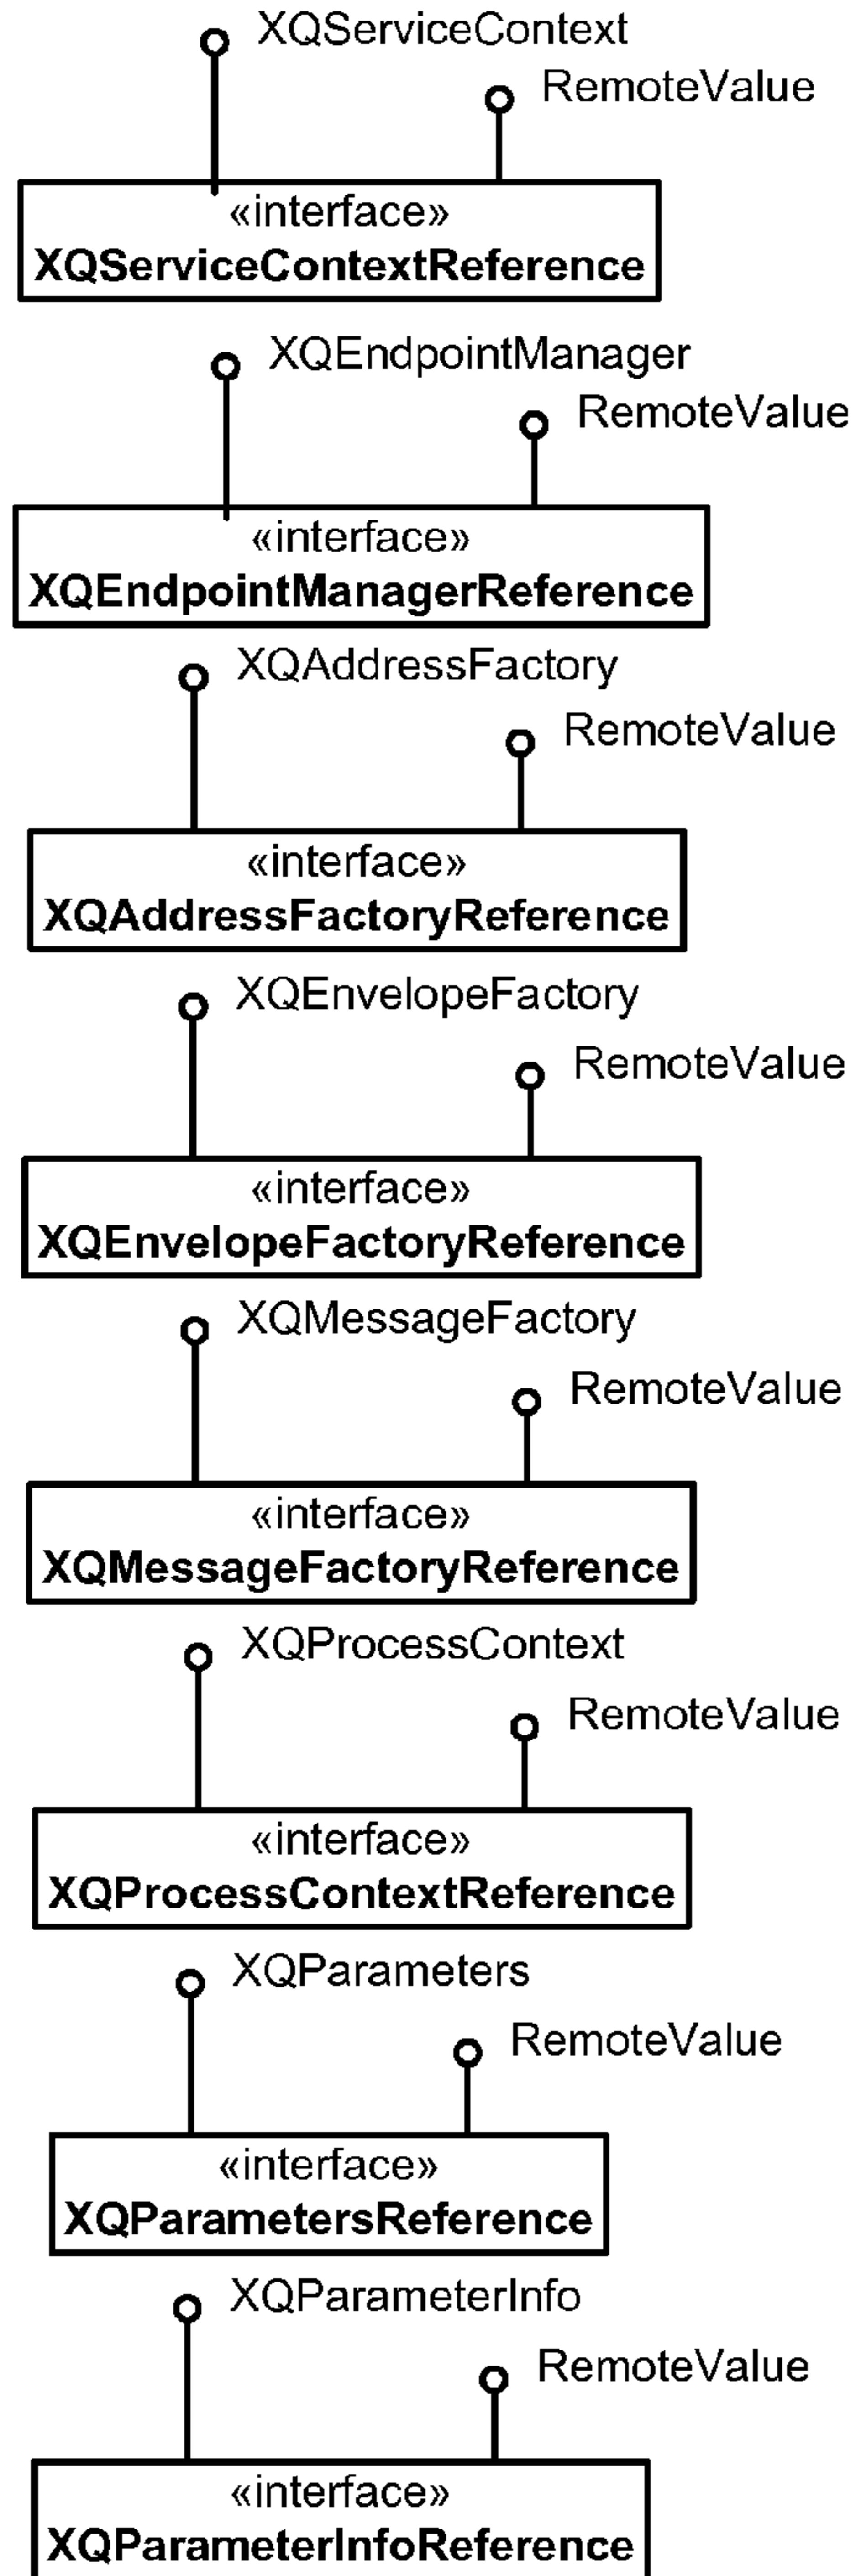 XQServiceContext
RemoteValue
«interface»
XQServiceContextReference
XQEndpointManager
RemoteValue
«interface»
XQEndpointManagerReference
XQAddressFactory
RemoteValue
«interface»
XQAddressFactoryReference
XQEnvelopeFactory
RemoteValue
«interface»
XQEnvelopeFactoryReference
XQMessageFactory
RemoteValue
«interface»
XQMessageFactoryReference
XQProcessContext
RemoteValue
«interface»
XQProcessContextReference
XQParameters
RemoteValue
«interface»
XQParametersReference
XQParameterInfo
RemoteValue
«interface»
XQParameterInfoReference